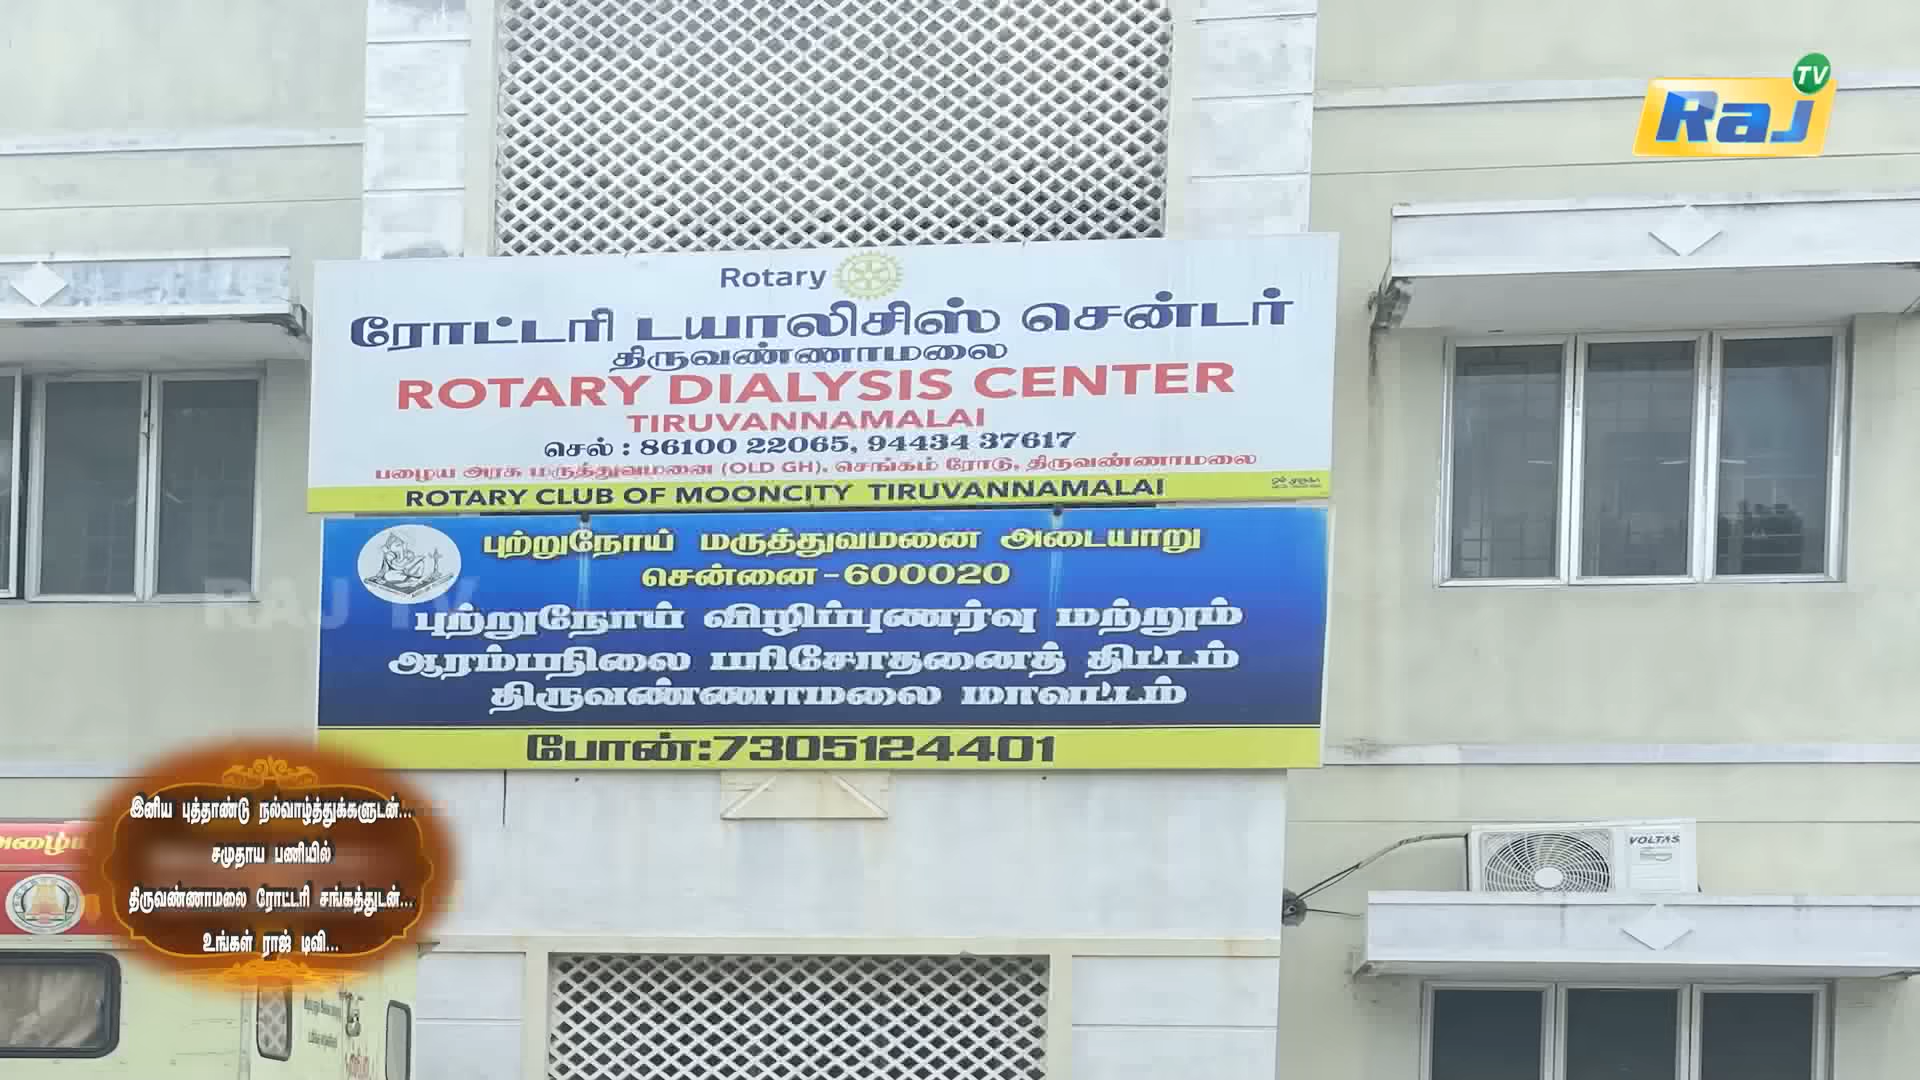 Raj TV
Rotary
ரோட்டரி டயாலிசிஸ் சென்டர்
திருவண்ணாமலை
ROTARY DIALYSIS CENTER
TIRUVANNAMALAI
செல் : 86100 22065, 94434 37617
பழைய அரசு மருத்துவமனை (OLD GH), செங்கம் ரோடு, திருவண்ணாமலை
ROTARY CLUB OF MOONCITY TIRUVANNAMALAI
புற்றுநோய் மருத்துவமனை அடையாறு
சென்னை-600020
RAJ TV
புற்றுநோய் விழிப்புணர்வு மற்றும்
ஆரம்பநிலை பரிசோதனைத் திட்டம்
திருவண்ணாமலை மாவட்டம்
போன்:7305124401
இனிய புத்தாண்டு நல்வாழ்த்துக்களுடன்...
சமுதாய பணியில்
திருவண்ணாமலை ரோட்டரி சங்கத்துடன்...
உங்கள் ராஜ் டிவி...
VOLTAS